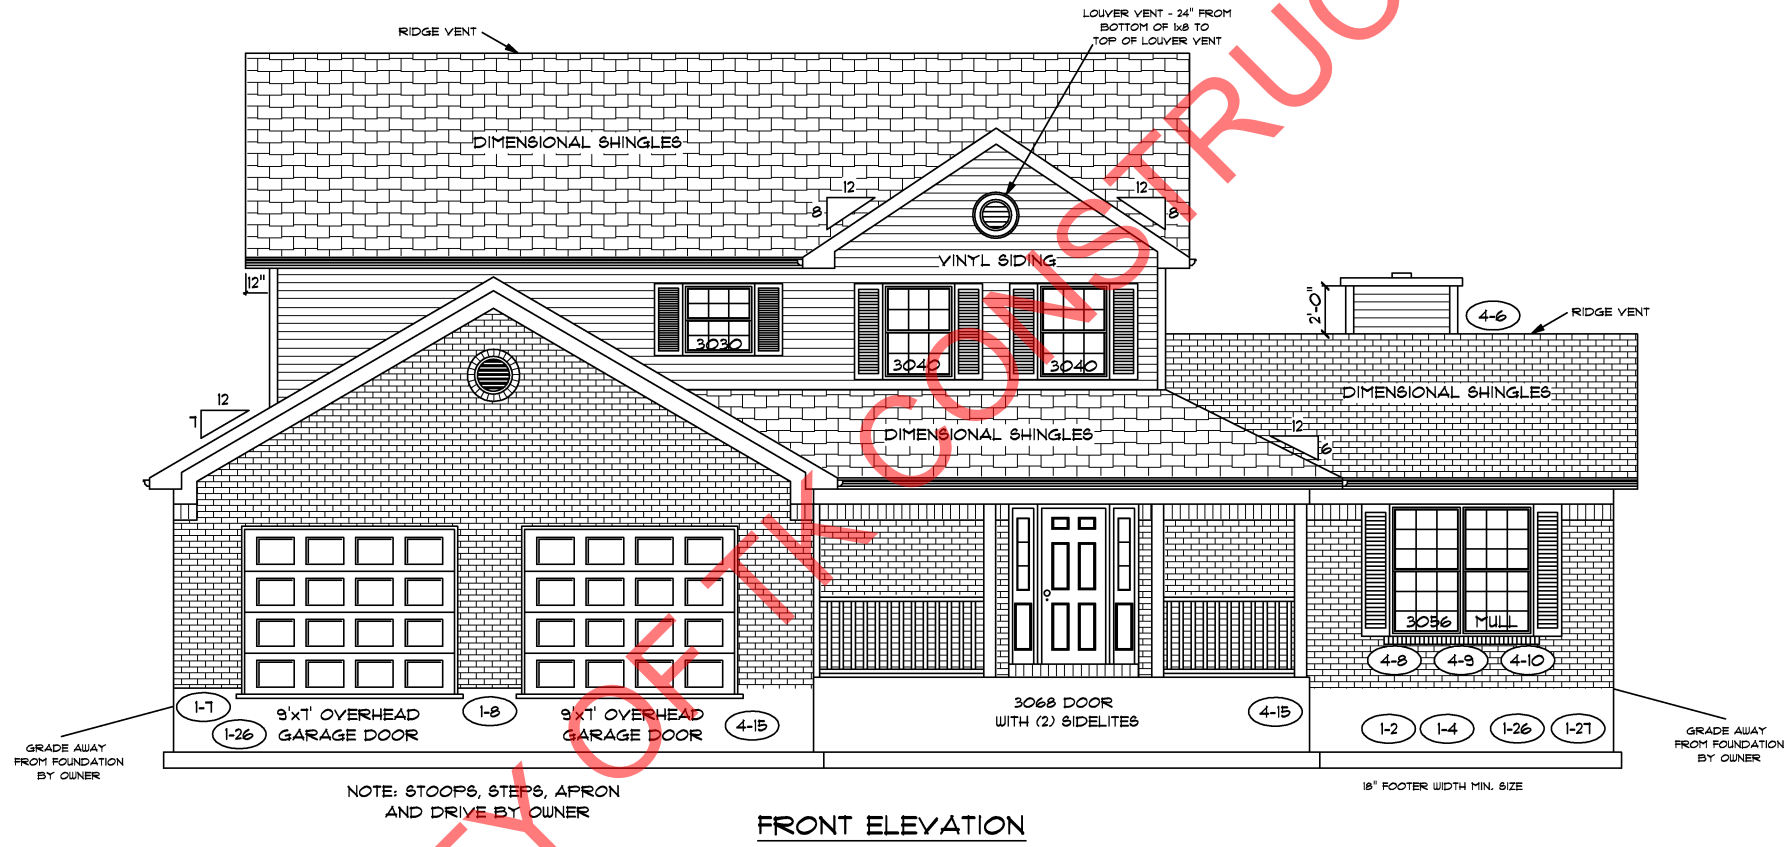 LOUVER VENT - 24" FROM
BOTTOM OF 1x8 TO
TOP OF LOUVER VENT
RIDGE VENT
DIMENSIONAL SHINGLES
12
8
12
8
VINYL SIDING
12"
2'-0"
4-6
RIDGE VENT
3030
3040
3040
DIMENSIONAL SHINGLES
12
7
DIMENSIONAL SHINGLES
12
6
3056 MULL
4-8
4-9
4-10
1-7
1-26
9'x7' OVERHEAD
GARAGE DOOR
1-8
9'x7' OVERHEAD
GARAGE DOOR
4-15
3068 DOOR
WITH (2) SIDELITES
4-15
1-2
1-4
1-26
1-27
GRADE AWAY
FROM FOUNDATION
BY OWNER
GRADE AWAY
FROM FOUNDATION
BY OWNER
NOTE: STOOPS, STEPS, APRON
AND DRIVE BY OWNER
18" FOOTER WIDTH MIN. SIZE
FRONT ELEVATION
TY OF TK CONSTRUC